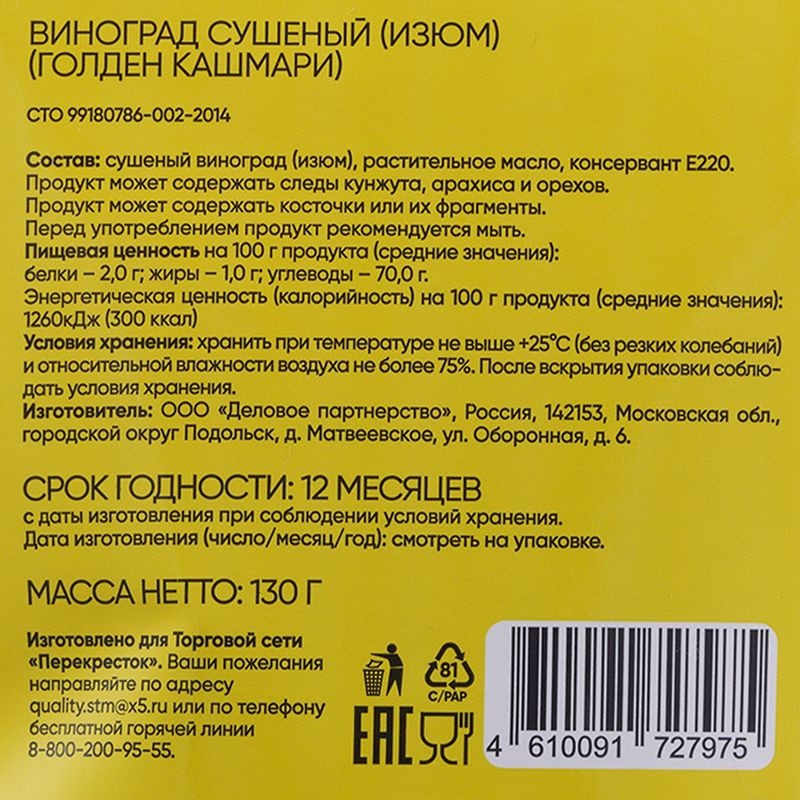 ВИНОГРАД СУШЕНЫЙ (ИЗЮМ)
(ГОЛДЕН КАШМАРИ)
СТО 99180786-002-2014
Состав: сушеный виноград (изюм), растительное масло, консервант Е220.
Продукт может содержать следы кунжута, арахиса и орехов.
Продукт может содержать косточки или их фрагменты.
Перед употреблением продукт рекомендуется мыть.
Пищевая ценность на 100 г продукта (средние значения):
белки – 2,0 г; жиры – 1,0 г; углеводы – 70,0 г.
Энергетическая ценность (калорийность) на 100 г продукта (средние значения):
1260кДж (300 ккал)
Условия хранения: хранить при температуре не выше +25°С (без резких колебаний)
и относительной влажности воздуха не более 75%. После вскрытия упаковки соблю-
дать условия хранения.
Изготовитель: ООО «Деловое партнерство», Россия, 142153, Московская обл.,
городской округ Подольск, д. Матвеевское, ул. Оборонная, д. 6.
СРОК ГОДНОСТИ: 12 МЕСЯЦЕВ
с даты изготовления при соблюдении условий хранения.
Дата изготовления (число/месяц/год): смотреть на упаковке.
МАССА НЕТТО: 130 Г
Изготовлено для Торговой сети
«Перекресток». Ваши пожелания
направляйте по адресу
quality.stm@x5.ru или по телефону
бесплатной горячей линии
8-800-200-95-55.
81
C/PAP
EAC
4 610091 727975